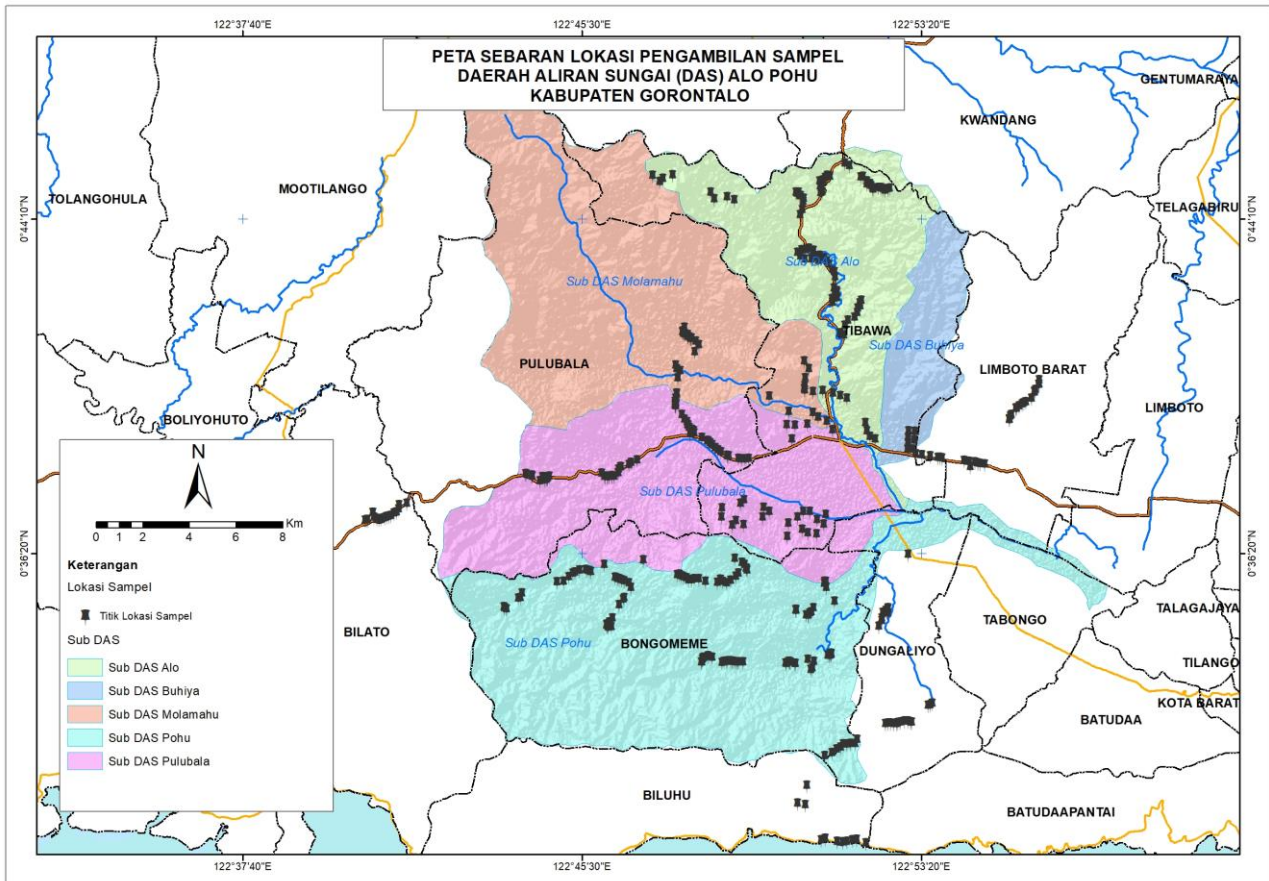 122°37'40"E
122°45'30"E
122°53'20"E
PETA SEBARAN LOKASI PENGAMBILAN SAMPEL
DAERAH ALIRAN SUNGAI (DAS) ALO POHU
KABUPATEN GORONTALO
GENTUMARAYA
KWANDANG
TOLANGOHULA
MOOTILANGO
TELAGABIRU
0°44'10"N
0°44'10"N
Sub DAS Alo
Sub DAS Molamahu
TIBAWA
Sub DAS Buhiya
PULUBALA
LIMBOTO BARAT
LIMBOTO
BOLIYOHUTO
N
Sub DAS Pulubala
0 0.5 1 2
4
6
8
Km
0°36'20"N
0°36'20"N
Keterangan
Lokasi Sampel
Titik Lokasi Sampel
Sub DAS
Sub DAS Alo
Sub DAS Buhiya
Sub DAS Molamahu
Sub DAS Pohu
Sub DAS Pulubala
BILATO
Sub DAS Pohu
BONGOMEME
DUNGALIYO
TABONGO
TALAGAJAYA
TILANGO
KOTA BARAT
BATUDAA
BILUHU
BATUDAAPANTAI
122°37'40"E
122°45'30"E
122°53'20"E